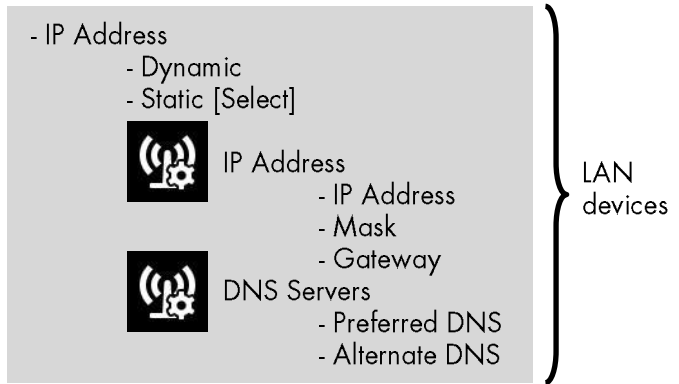 - IP Address
- Dynamic
- Static [Select]
IP Address
- IP Address
- Mask
- Gateway
DNS Servers
- Preferred DNS
- Alternate DNS
LAN
devices